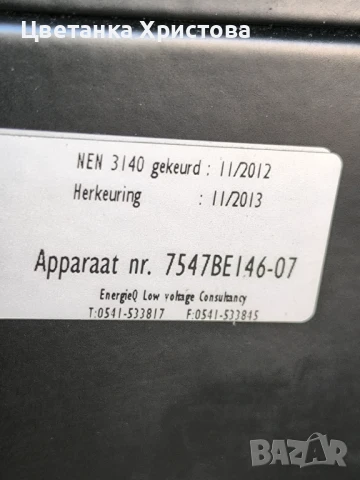 Цветанка Христова
NEN 3140 gekeurd : 11/2012
Herkeuring : 11/2013
Apparaat nr. 7547BE146-07
EnergieQ Low voltage Consultancy
T:0541-533817 F:0541-533845
BAZAR